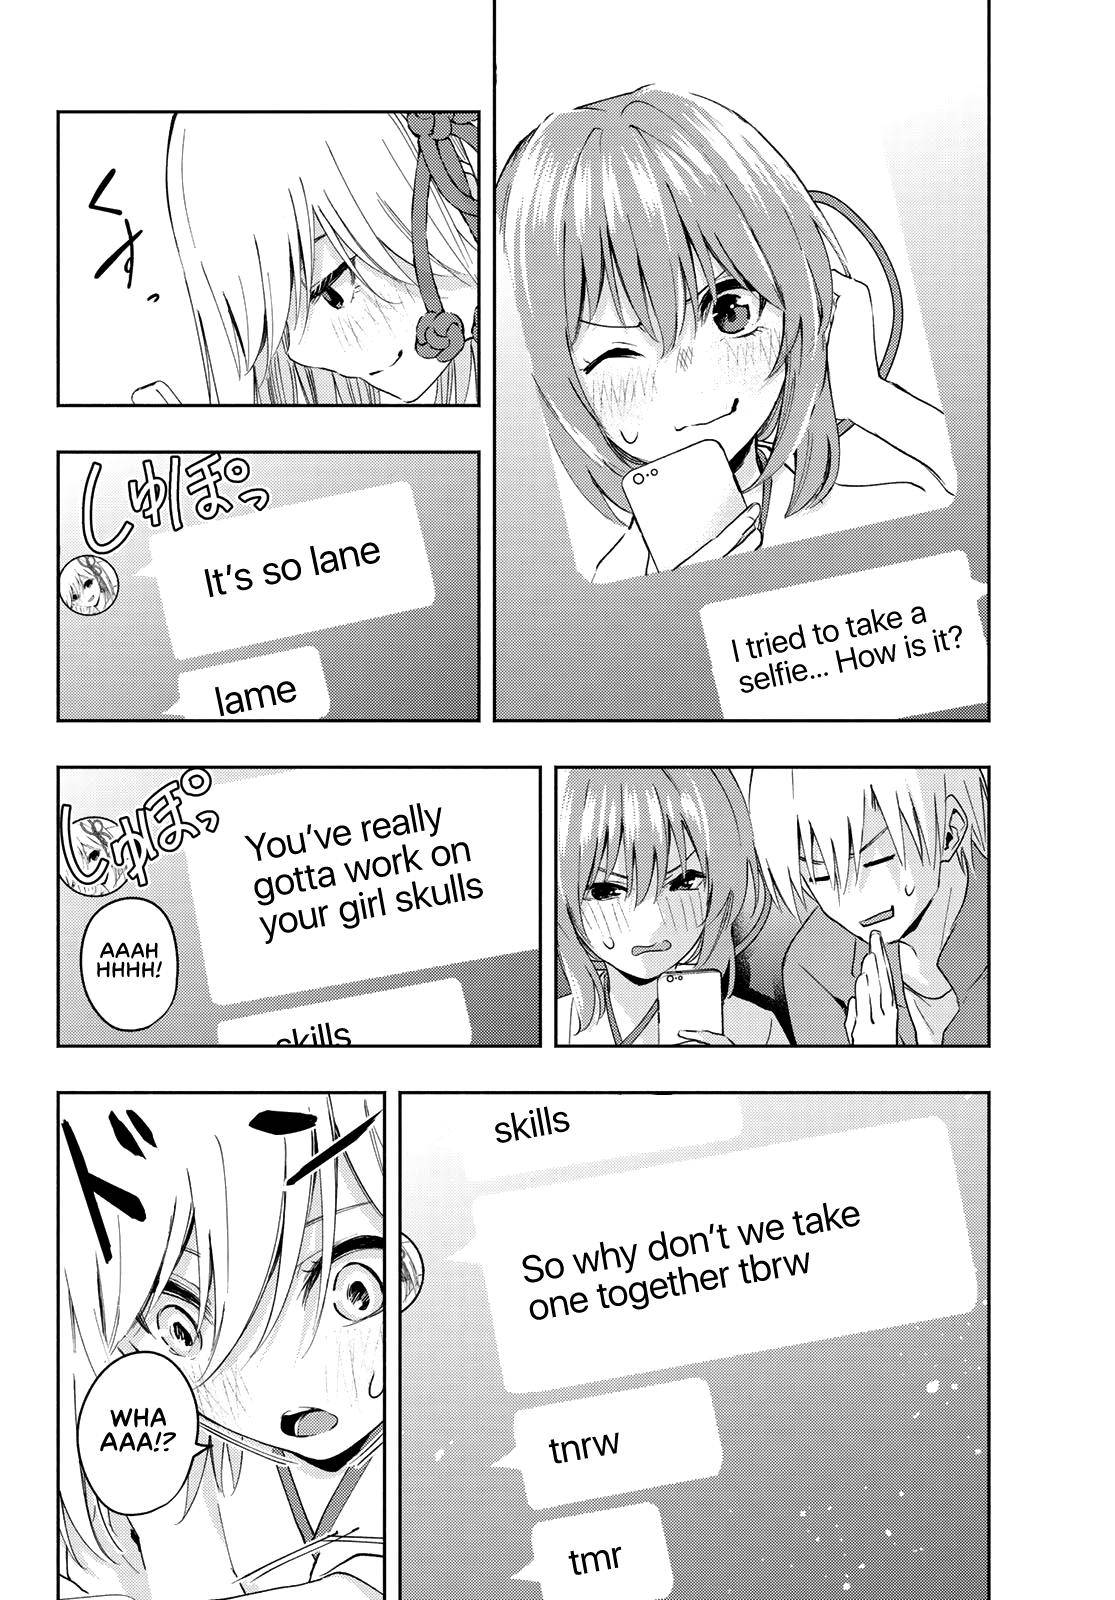 I tried to take a
selfie... How is it?
くす。
しゅぽっ
It's so lane
lame
しゅぽっ
You've really
gotta work on
your girl skulls
AAAH
HHHH!
skills
skills
So why don't we take
one together tbrw
tnrw
tmr
ドーン
WHA
AAA!?